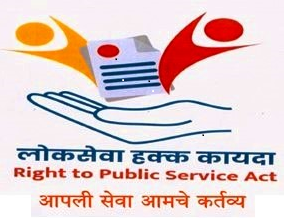 लोकसेवा हक्क कायदा
Right to Public Service Act
आपली सेवा आमचे कर्तव्य